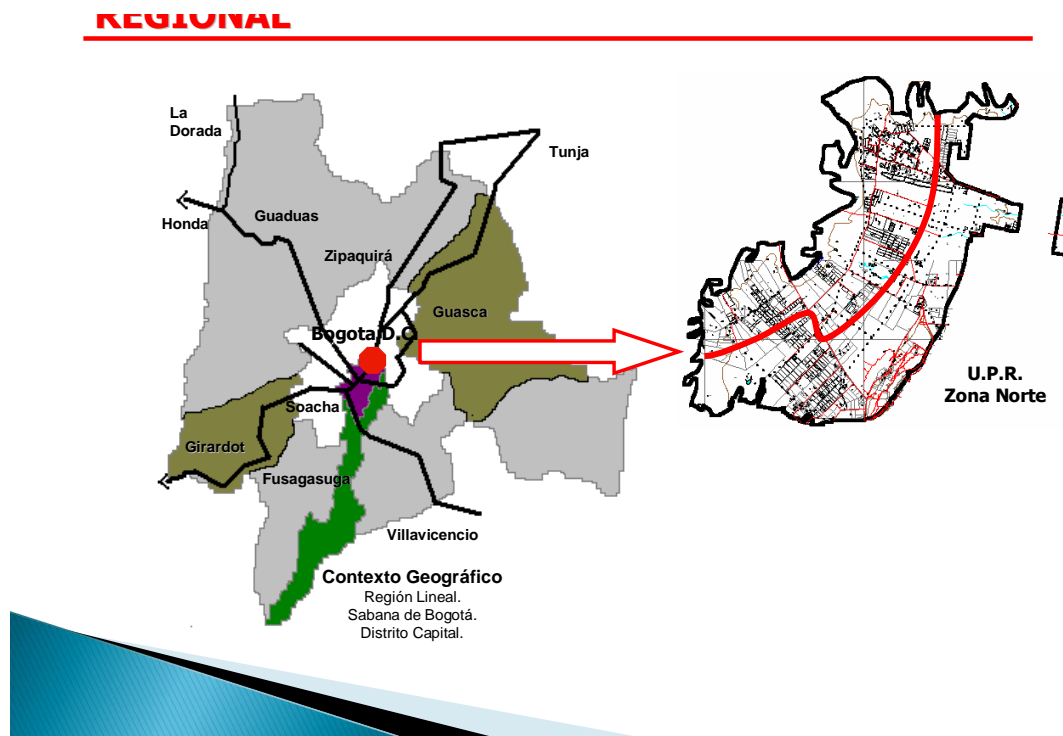 REGIONAL
La
Dorada
Tunja
Honda
Guaduas
Zipaquirá
Guasca
Bogota D.C.
Soacha
Girardot
Fusagasuga
Villavicencio
U.P.R.
Zona Norte
Contexto Geográfico
Región Lineal.
Sabana de Bogotá.
Distrito Capital.